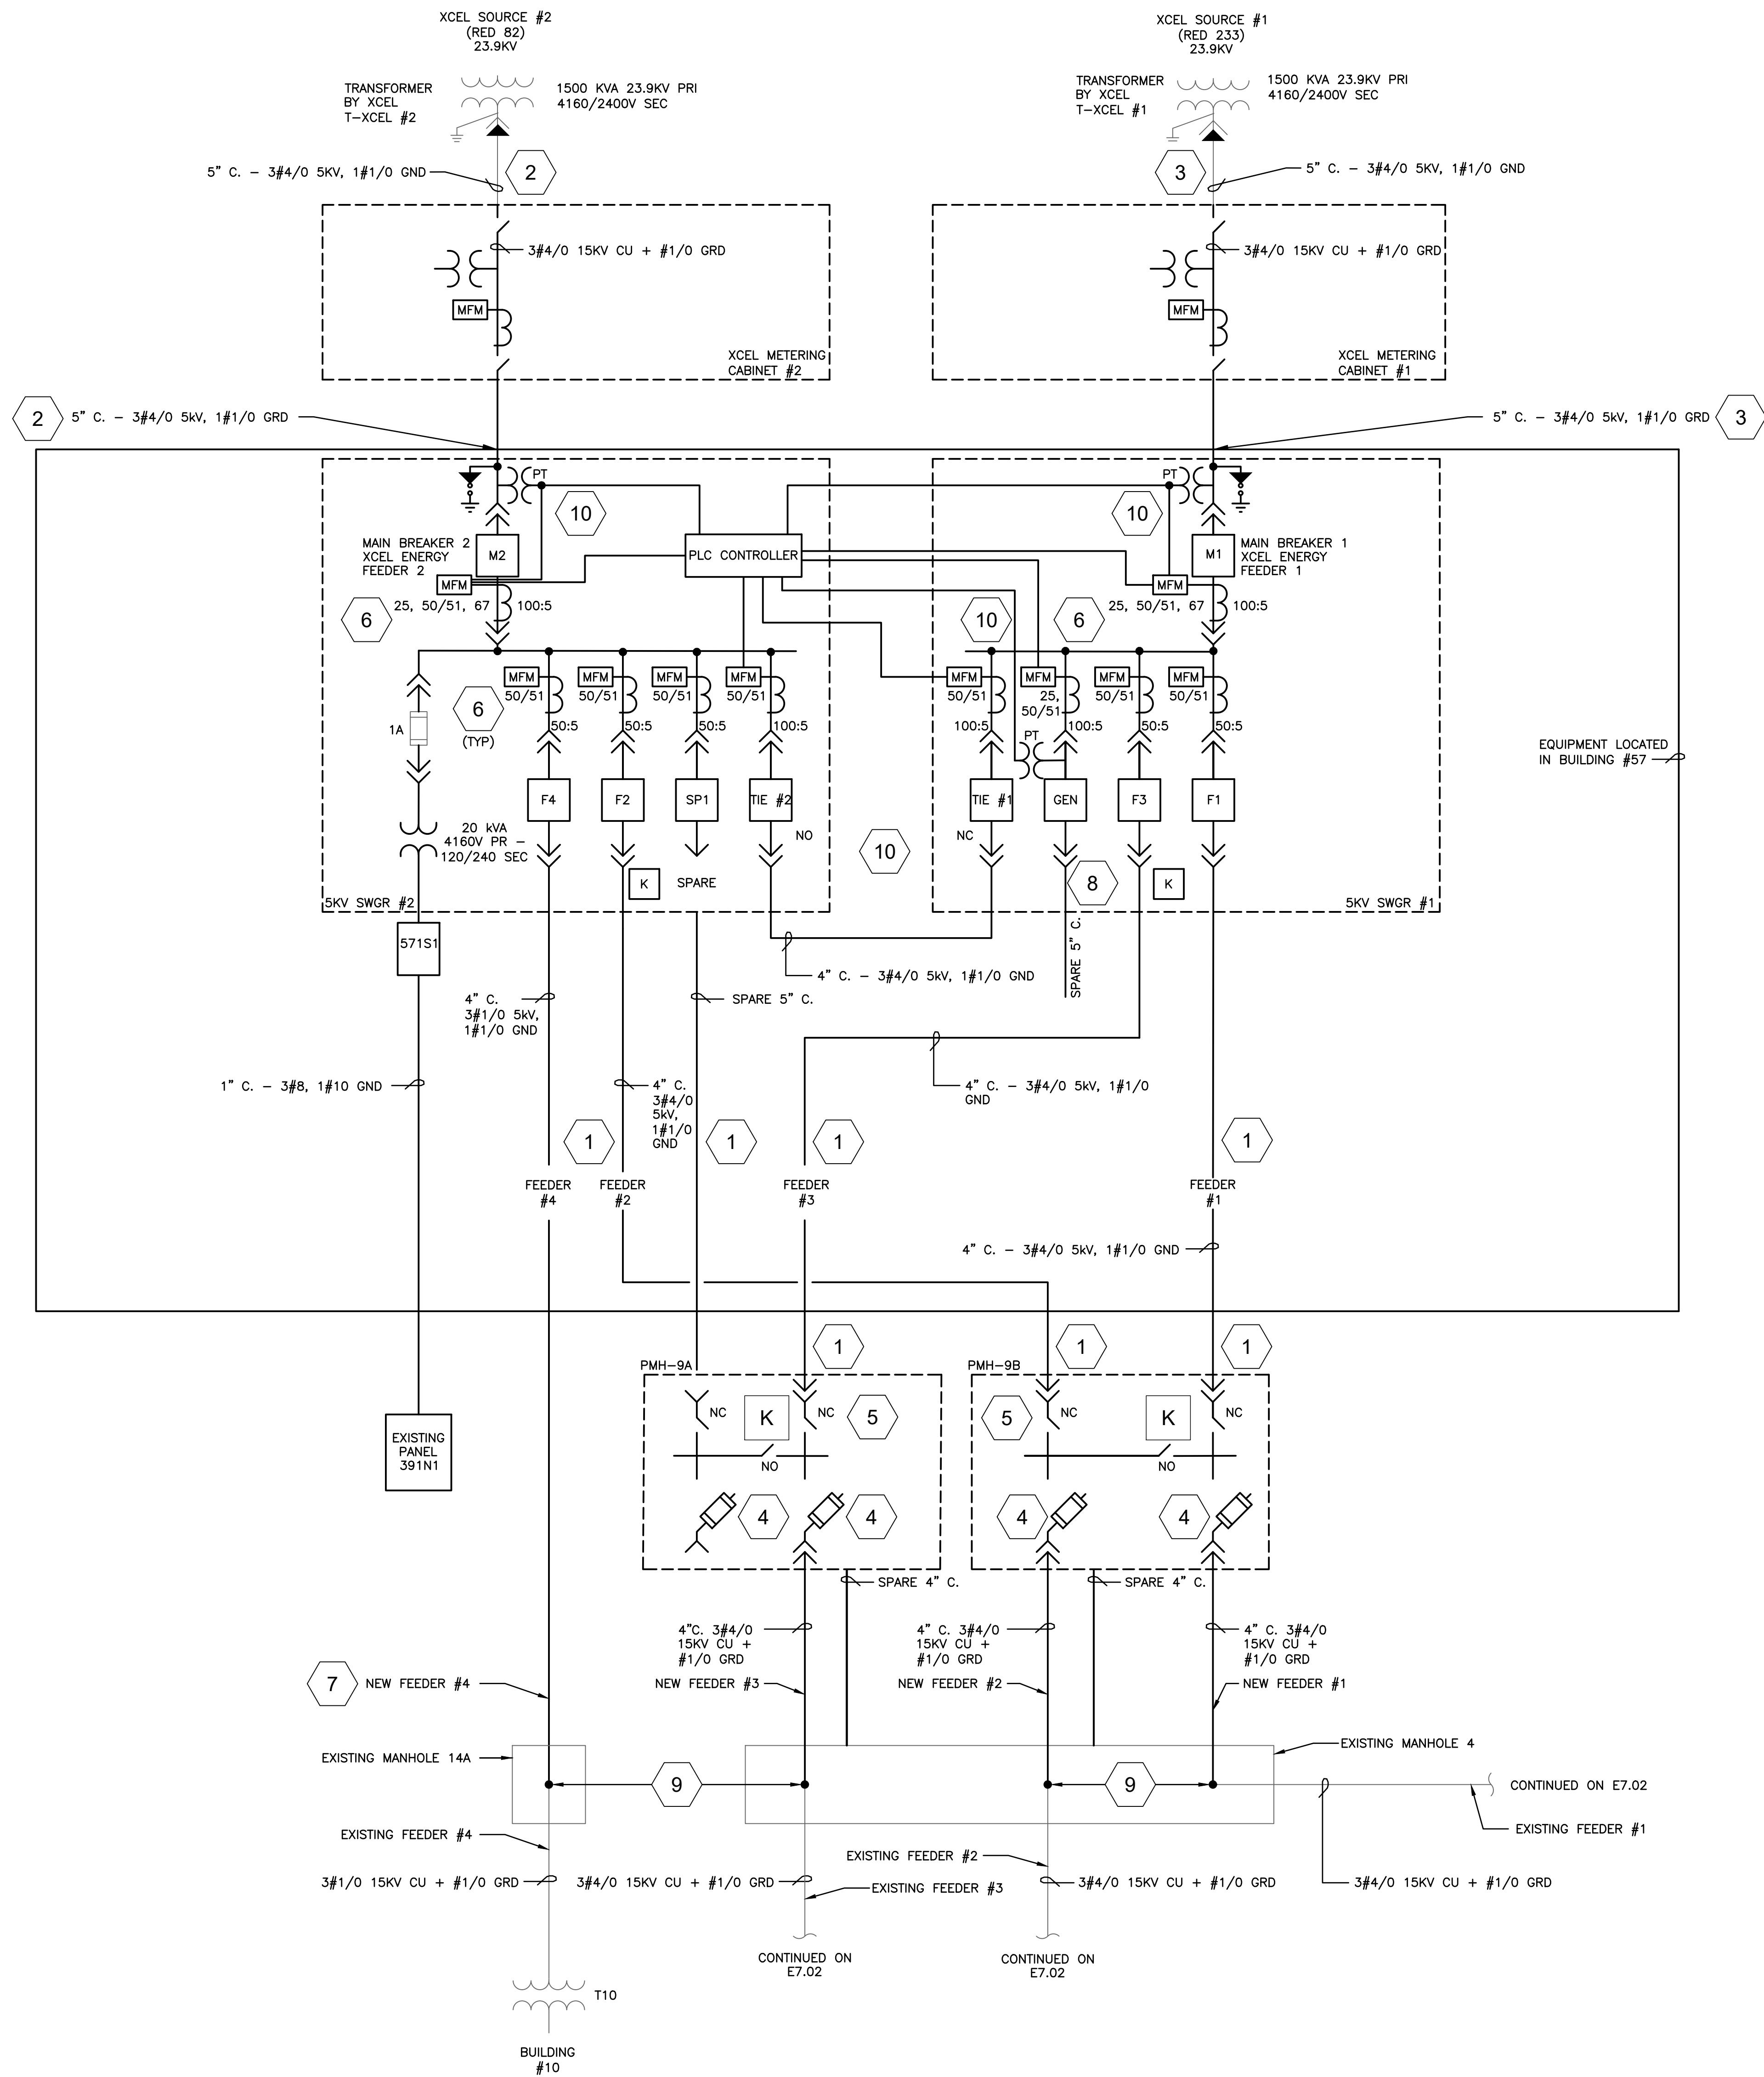 XCEL SOURCE #2
(RED 82)
23.9KV
XCEL SOURCE #1
(RED 233)
23.9KV
TRANSFORMER
BY XCEL
T-XCEL #2
1500 KVA 23.9KV PRI
4160/2400V SEC
TRANSFORMER
BY XCEL
T-XCEL #1
1500 KVA 23.9KV PRI
4160/2400V SEC
5" C. - 3#4/0 5KV, 1#1/0 GND
2
3
5" C. - 3#4/0 5KV, 1#1/0 GND
3#4/0 15KV CU + #1/0 GRD
MFM
XCEL METERING
CABINET #2
3#4/0 15KV CU + #1/0 GRD
MFM
XCEL METERING
CABINET #1
2
5" C. - 3#4/0 5kV, 1#1/0 GRD
5" C. - 3#4/0 5kV, 1#1/0 GRD
3
PT
10
MAIN BREAKER 2
XCEL ENERGY
FEEDER 2
M2
MFM
25, 50/51, 67
100:5
6
PLC CONTROLLER
PT
10
M1
MAIN BREAKER 1
XCEL ENERGY
FEEDER 1
MFM
25, 50/51, 67
100:5
10
6
1A
6
(TYP)
MFM
50/51
50:5
MFM
50/51
50:5
MFM
50/51
50:5
MFM
50/51
100:5
MFM
50/51
100:5
MFM
25,
50/51
100:5
PT
MFM
50/51
50:5
MFM
50/51
50:5
EQUIPMENT LOCATED
IN BUILDING #57
F4
F2
SP1
TIE #2
NO
TIE #1
NC
GEN
F3
F1
20 kVA
4160V PR -
120/240 SEC
10
K
SPARE
8
K
5KV SWGR #2
5KV SWGR #1
571S1
4" C. - 3#4/0 5kV, 1#1/0 GND
SPARE 5" C.
4" C.
3#1/0 5kV,
1#1/0 GND
SPARE 5" C.
1" C. - 3#8, 1#10 GND
4" C.
3#4/0
5kV,
1#1/0
GND
4" C. - 3#4/0 5kV, 1#1/0
GND
1
1
1
1
FEEDER
#4
FEEDER
#2
FEEDER
#3
FEEDER
#1
4" C. - 3#4/0 5kV, 1#1/0 GND
1
1
1
PMH-9A
PMH-9B
NC
K
NC
5
NO
4
4
5
NC
K
NC
NO
4
4
EXISTING
PANEL
391N1
SPARE 4" C.
SPARE 4" C.
4"C. 3#4/0
15KV CU +
#1/0 GRD
4" C. 3#4/0
15KV CU +
#1/0 GRD
4" C. 3#4/0
15KV CU +
#1/0 GRD
7
NEW FEEDER #4
NEW FEEDER #3
NEW FEEDER #2
NEW FEEDER #1
EXISTING MANHOLE 14A
EXISTING MANHOLE 4
9
9
CONTINUED ON E7.02
EXISTING FEEDER #4
EXISTING FEEDER #2
EXISTING FEEDER #1
3#1/0 15KV CU + #1/0 GRD
3#4/0 15KV CU + #1/0 GRD
EXISTING FEEDER #3
3#4/0 15KV CU + #1/0 GRD
3#4/0 15KV CU + #1/0 GRD
CONTINUED ON
E7.02
CONTINUED ON
E7.02
T10
BUILDING
#10